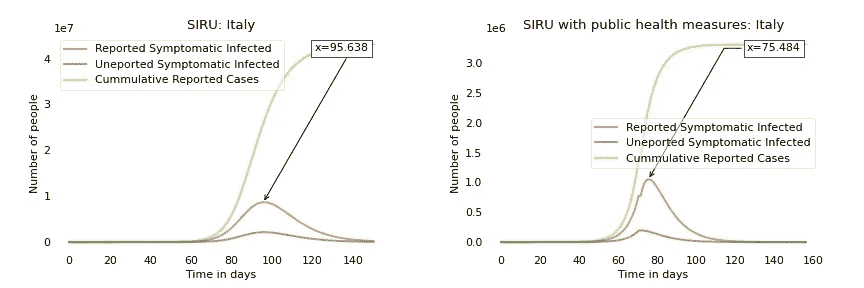 SIRU: Italy
1e7
x=95.638
Reported Symptomatic Infected
Uneported Symptomatic Infected
Cummulative Reported Cases
Number of people
4
3
2
1
0
0 20 40 60 80 100 120 140
Time in days
SIRU with public health measures: Italy
1e6
x=75.484
Reported Symptomatic Infected
Uneported Symptomatic Infected
Cummulative Reported Cases
Number of people
3.0
2.5
2.0
1.5
1.0
0.5
0.0
0 20 40 60 80 100 120 140 160
Time in days